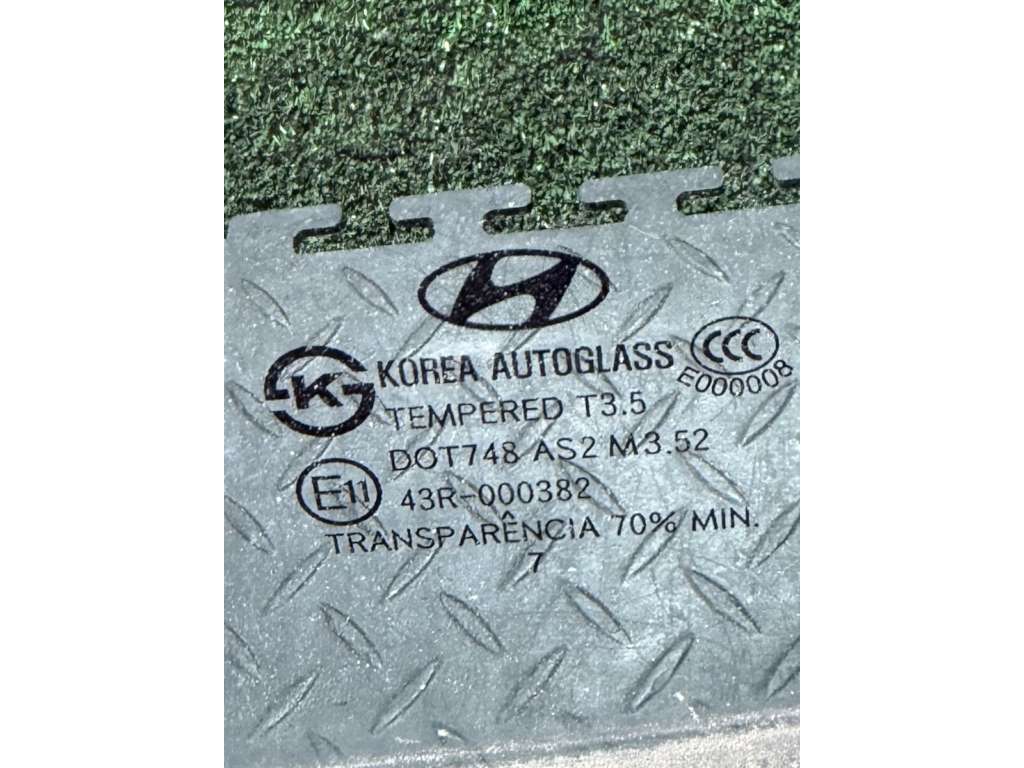 KOREA AUTOGLASS CCC
K E000008
TEMPERED T3.5
DOT748 AS2 M3.52
E11 43R-000382
TRANSPARÊNCIA 70% MIN.
7